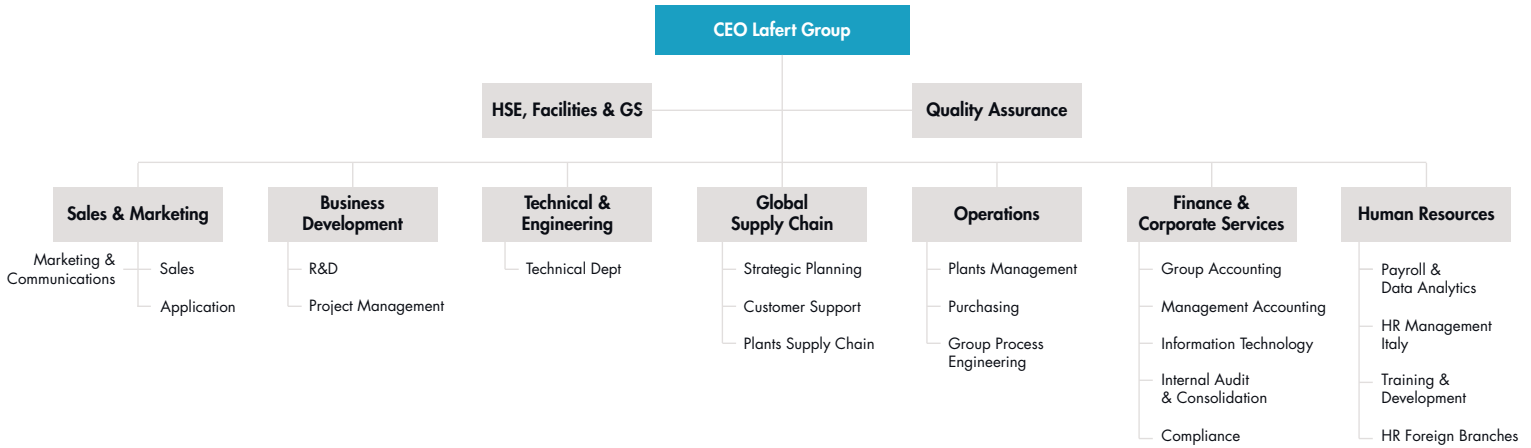 CEO Lafert Group
HSE, Facilities & GS
Quality Assurance
Sales & Marketing
Marketing &
Communications
Sales
Application
Business
Development
R&D
Project Management
Technical &
Engineering
Technical Dept
Global
Supply Chain
Strategic Planning
Customer Support
Plants Supply Chain
Operations
Plants Management
Purchasing
Group Process
Engineering
Finance &
Corporate Services
Group Accounting
Management Accounting
Information Technology
Internal Audit
& Consolidation
Compliance
Human Resources
Payroll &
Data Analytics
HR Management
Italy
Training &
Development
HR Foreign Branches